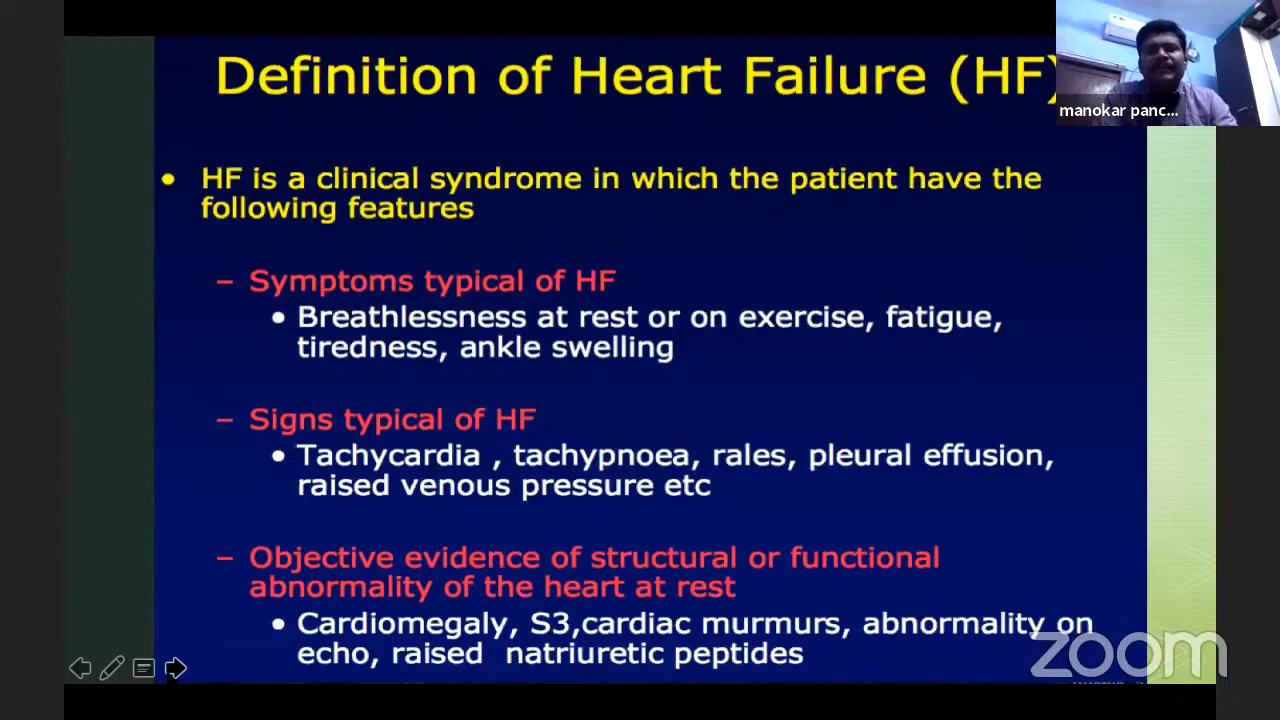 Definition of Heart Failure (HF)
manokar panc...
• HF is a clinical syndrome in which the patient have the
following features
– Symptoms typical of HF
• Breathlessness at rest or on exercise, fatigue,
tiredness, ankle swelling
– Signs typical of HF
• Tachycardia , tachypnoea, rales, pleural effusion,
raised venous pressure etc
– Objective evidence of structural or functional
abnormality of the heart at rest
• Cardiomegaly, S3,cardiac murmurs, abnormality on
echo, raised  natriuretic peptides
zoom